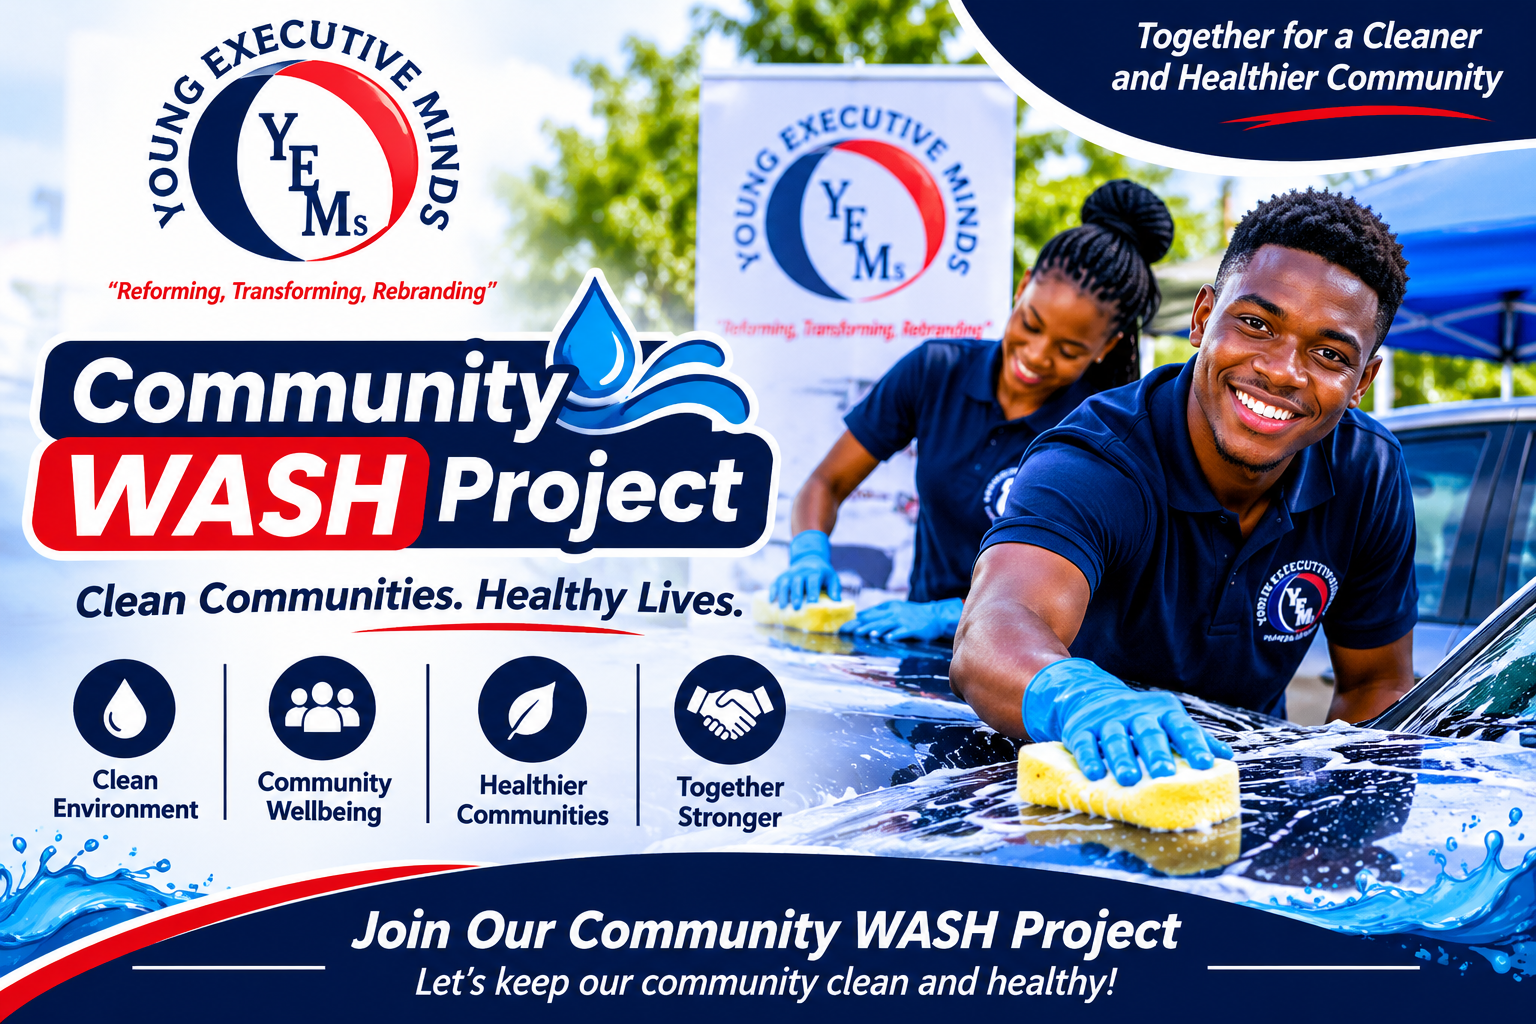 YOUNG EXECUTIVE MINDS
Y
E
Ms
“Reforming, Transforming, Rebranding”
Community
WASH Project
Clean Communities. Healthy Lives.
Clean
Environment
Community
Wellbeing
Healthier
Communities
Together
Stronger
Together for a Cleaner
and Healthier Community
YOUNG EXECUTIVE MINDS
Y
E
Ms
"Reforming, Transforming, Rebranding"
YEMs
Join Our Community WASH Project
Let's keep our community clean and healthy!